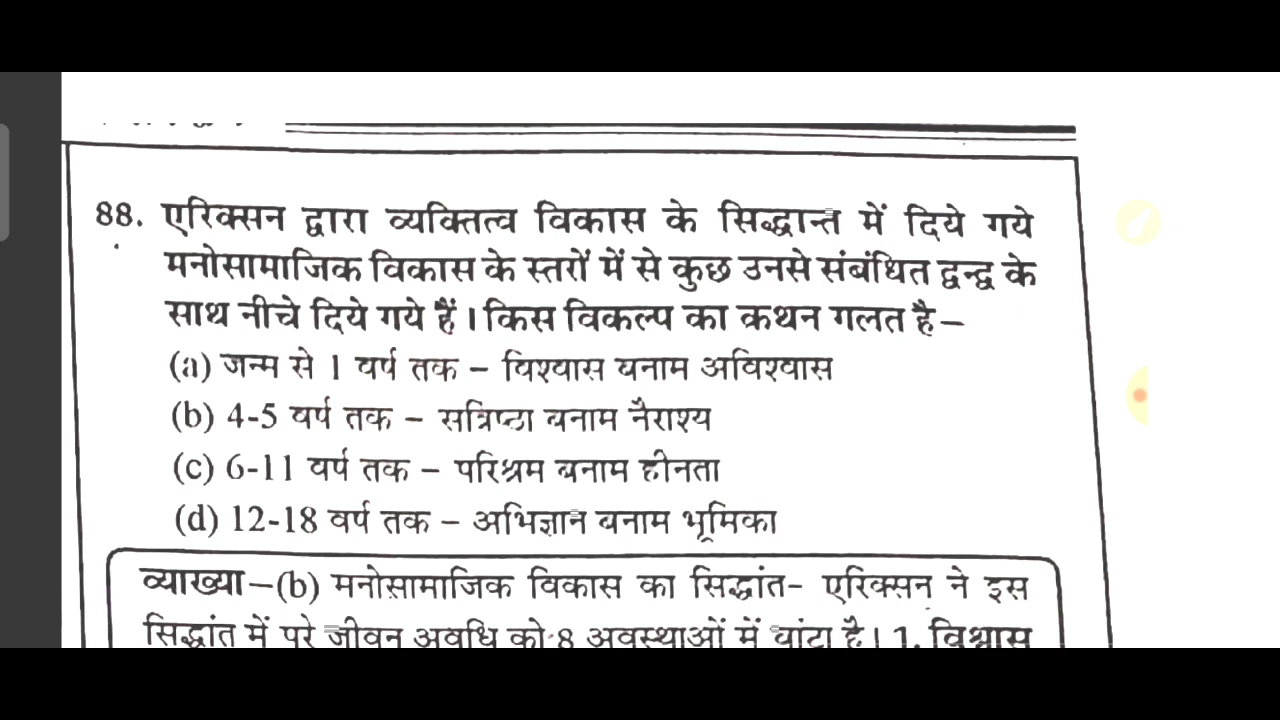 88. एरिक्सन द्वारा व्यक्तित्व विकास के सिद्धान्त में दिये गये
मनोसामाजिक विकास के स्तरों में से कुछ उनसे संबंधित द्वन्द्व के
साथ नीचे दिये गये हैं। किस विकल्प का कथन गलत है–
(a) जन्म से 1 वर्ष तक – विश्वास बनाम अविश्वास
(b) 4-5 वर्ष तक – सत्रिष्ठा बनाम नैराश्य
(c) 6-11 वर्ष तक – परिश्रम बनाम हीनता
(d) 12-18 वर्ष तक – अभिज्ञान बनाम भूमिका
व्याख्या–(b) मनोसामाजिक विकास का सिद्धांत- एरिक्सन ने इस
सिद्धांत में पूरे जीवन अवधि को 8 अवस्थाओं में बांटा है। 1. विश्वास